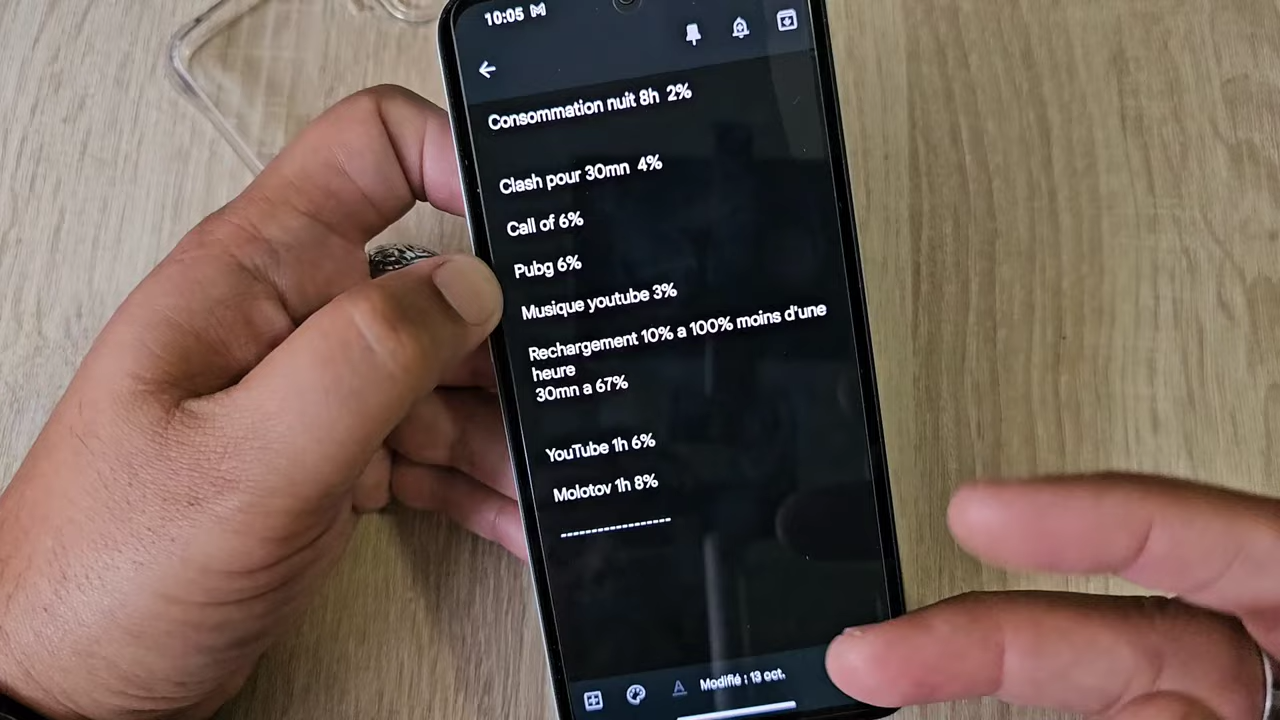 10:05
Consommation nuit 8h 2%
Clash pour 30mn 4%
Call of 6%
Pubg 6%
Musique youtube 3%
Rechargement 10% a 100% moins d'une
heure
30mn a 67%
YouTube 1h 6%
Molotov 1h 8%
------------------
A Modifié : 13 oct.